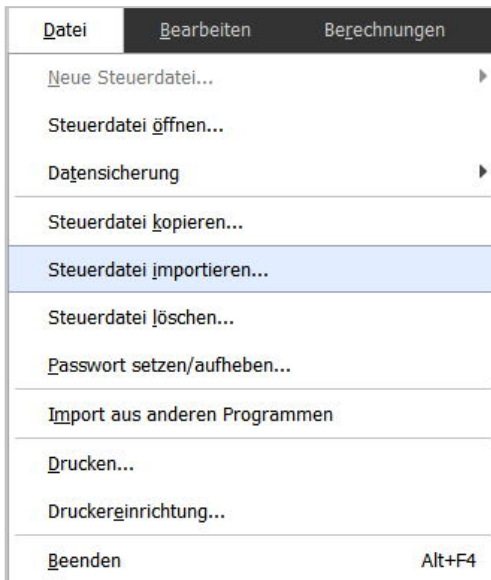 Datei Bearbeiten Berechnungen
Neue Steuerdatei...
Steuerdatei öffnen...
Datensicherung
Steuerdatei kopieren...
Steuerdatei importieren...
Steuerdatei löschen...
Passwort setzen/aufheben...
Import aus anderen Programmen
Drucken...
Druckereinrichtung...
Beenden Alt+F4